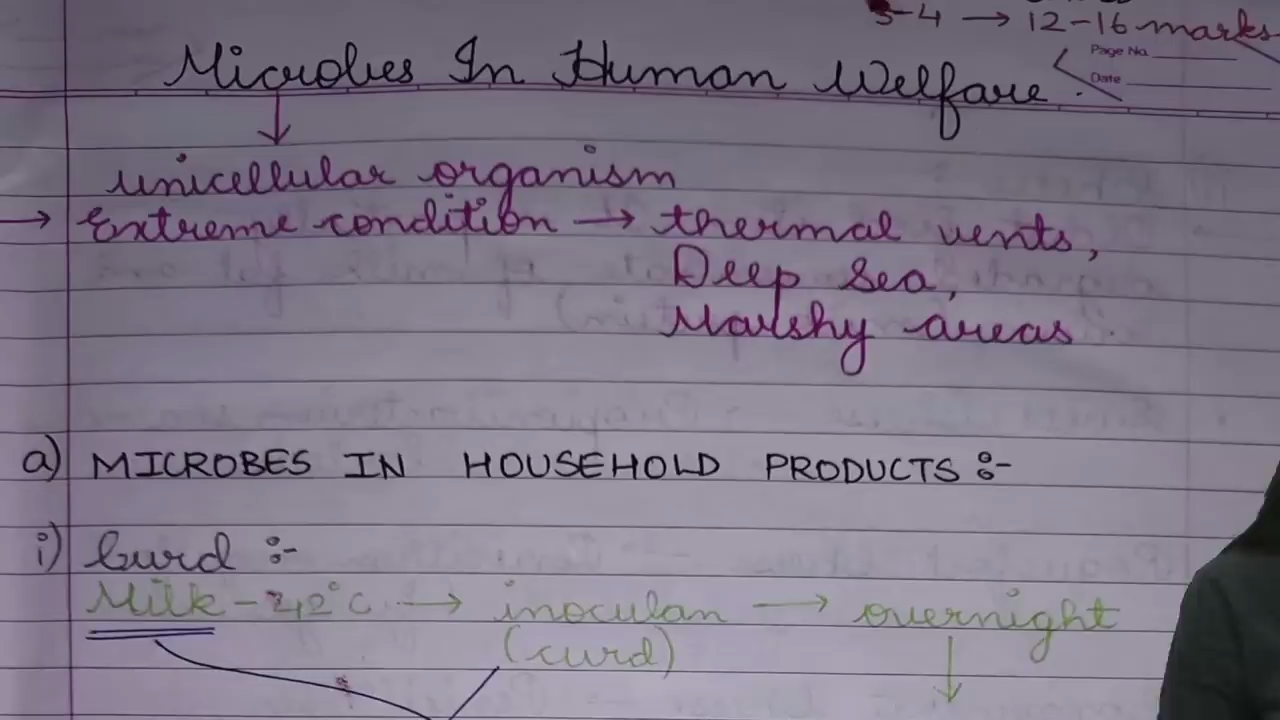 3-4 → 12-16 marks
Page No.
Date
Microbes In Human Welfare.
↓
unicellular organism
→ Extreme condition → thermal vents,
Deep Sea,
Marshy areas
a) MICROBES IN HOUSEHOLD PRODUCTS :-
i) Curd :-
Milk - 42°C → inoculan → overnight
(curd) ↓